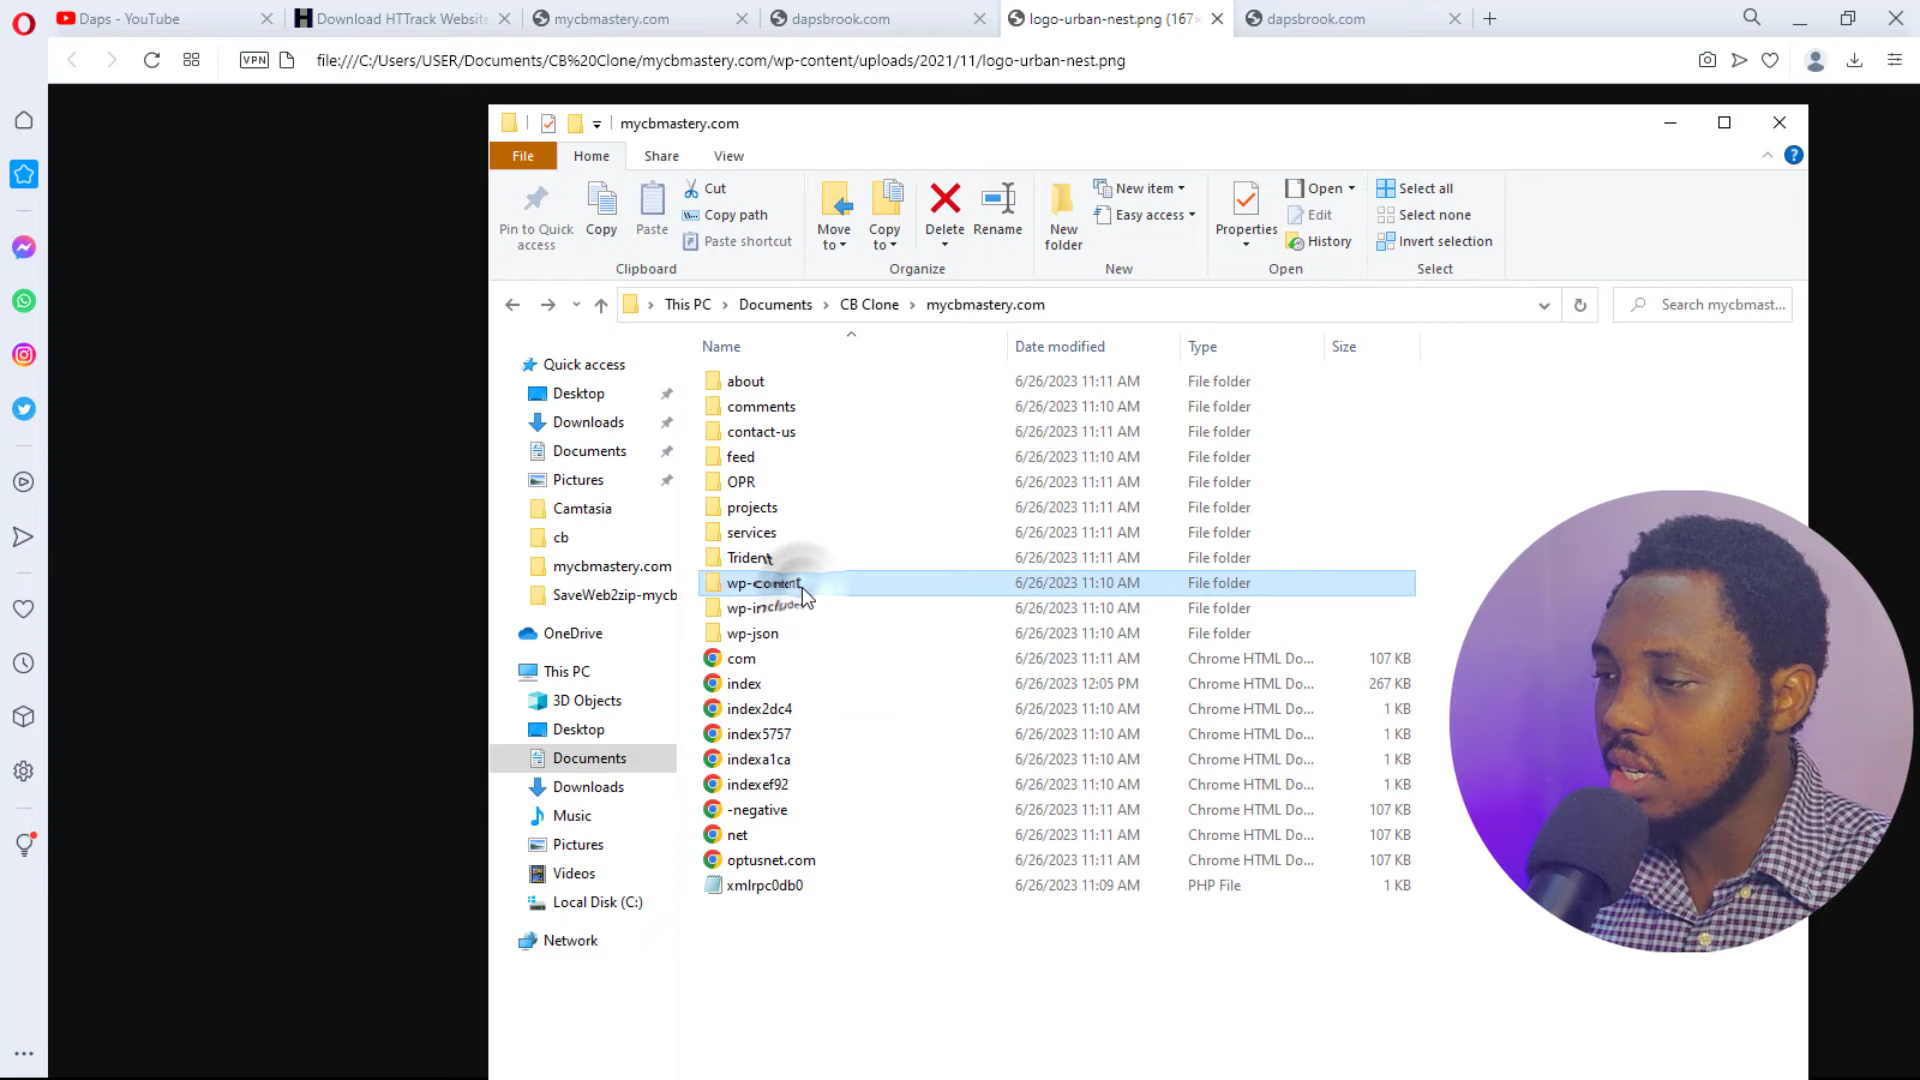 Daps - YouTube
Download HTTrack Website
mycbmastery.com
dapsbrook.com
logo-urban-nest.png (167
dapsbrook.com
VPN
file:///C:/Users/USER/Documents/CB%20Clone/mycbmastery.com/wp-content/uploads/2021/11/logo-urban-nest.png
mycbmastery.com
File Home Share View
Pin to Quick access
Copy
Paste
Cut
Copy path
Paste shortcut
Clipboard
Move to
Copy to
Delete
Rename
Organize
New folder
New item
Easy access
New
Properties
Open
Edit
History
Open
Select all
Select none
Invert selection
Select
This PC > Documents > CB Clone > mycbmastery.com
Search mycbmast...
Quick access
Desktop
Downloads
Documents
Pictures
Camtasia
cb
mycbmastery.com
SaveWeb2zip-mycb
OneDrive
This PC
3D Objects
Desktop
Documents
Downloads
Music
Pictures
Videos
Local Disk (C:)
Network
Name Date modified Type Size
about 6/26/2023 11:11 AM File folder
comments 6/26/2023 11:10 AM File folder
contact-us 6/26/2023 11:11 AM File folder
feed 6/26/2023 11:10 AM File folder
OPR 6/26/2023 11:11 AM File folder
projects 6/26/2023 11:11 AM File folder
services 6/26/2023 11:11 AM File folder
Trident 6/26/2023 11:11 AM File folder
wp-content 6/26/2023 11:10 AM File folder
wp-includes 6/26/2023 11:10 AM File folder
wp-json 6/26/2023 11:10 AM File folder
com 6/26/2023 11:11 AM Chrome HTML Do... 107 KB
index 6/26/2023 12:05 PM Chrome HTML Do... 267 KB
index2dc4 6/26/2023 11:10 AM Chrome HTML Do... 1 KB
index5757 6/26/2023 11:10 AM Chrome HTML Do... 1 KB
indexa1ca 6/26/2023 11:10 AM Chrome HTML Do... 1 KB
indexef92 6/26/2023 11:10 AM Chrome HTML Do... 1 KB
-negative 6/26/2023 11:11 AM Chrome HTML Do... 107 KB
net 6/26/2023 11:11 AM Chrome HTML Do... 107 KB
optusnet.com 6/26/2023 11:11 AM Chrome HTML Do... 107 KB
xmlrpc0db0 6/26/2023 11:09 AM PHP File 1 KB